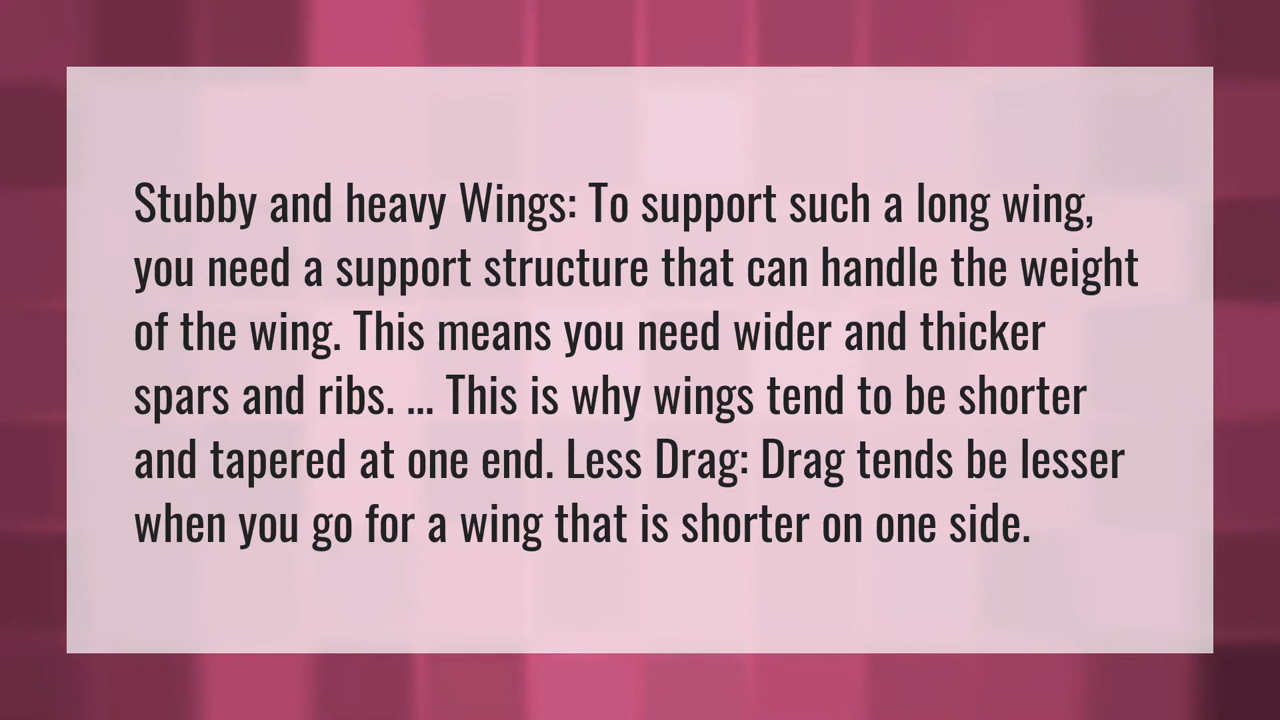 Stubby and heavy Wings: To support such a long wing,
you need a support structure that can handle the weight
of the wing. This means you need wider and thicker
spars and ribs. ... This is why wings tend to be shorter
and tapered at one end. Less Drag: Drag tends be lesser
when you go for a wing that is shorter on one side.